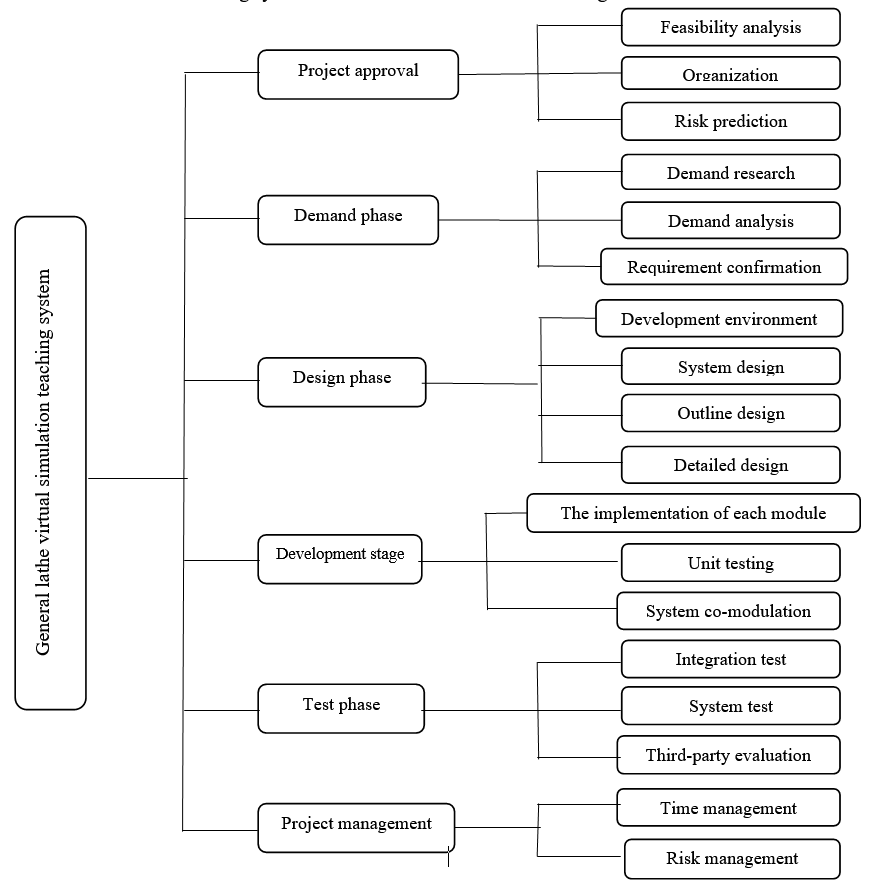 General lathe virtual simulation teaching system
Project approval
Feasibility analysis
Organization
Risk prediction
Demand phase
Demand research
Demand analysis
Requirement confirmation
Design phase
Development environment
System design
Outline design
Detailed design
Development stage
The implementation of each module
Unit testing
System co-modulation
Test phase
Integration test
System test
Third-party evaluation
Project management
Time management
Risk management